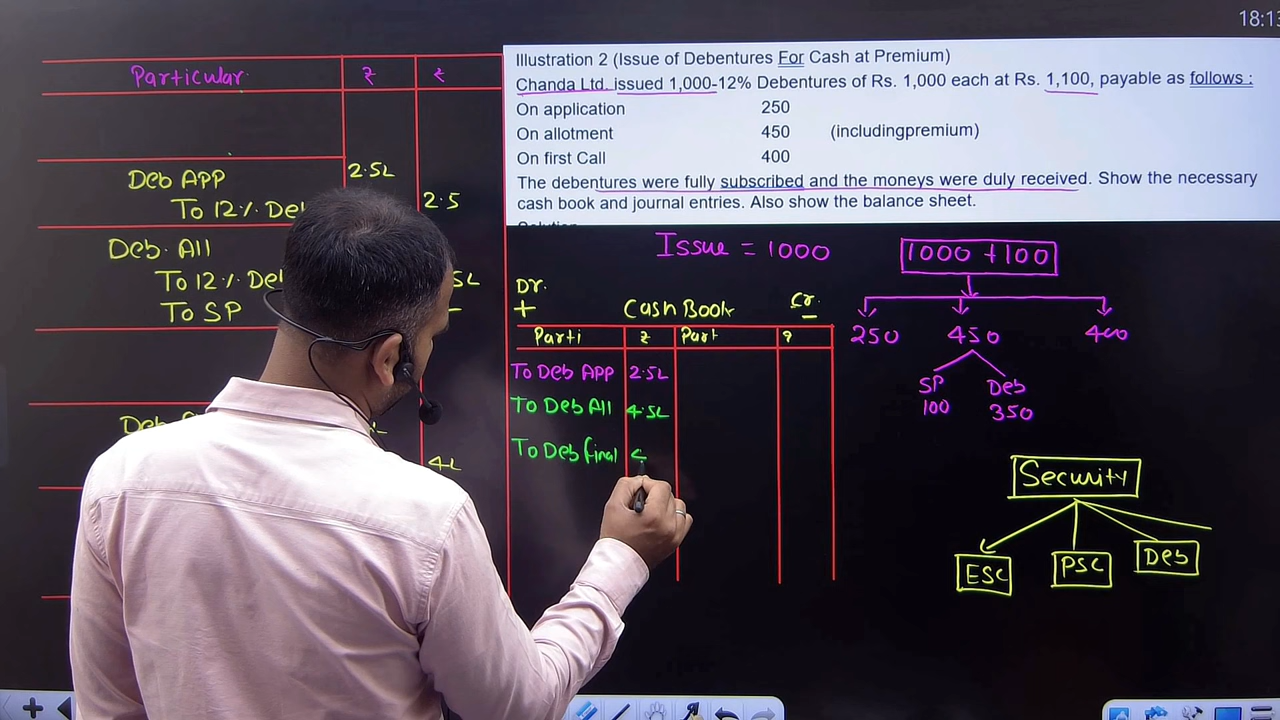 18:13
Particular ₹ ₹
Deb APP 2.5L
To 12% Del 2.5
Deb. All
To 12% Del 5L
To SP
4L
Illustration 2 (Issue of Debentures For Cash at Premium)
Chanda Ltd. issued 1,000-12% Debentures of Rs. 1,000 each at Rs. 1,100, payable as follows :
On application 250
On allotment 450 (includingpremium)
On first Call 400
The debentures were fully subscribed and the moneys were duly received. Show the necessary
cash book and journal entries. Also show the balance sheet.
Issue = 1000
1000 +100
250 450 400
SP Deb
100 350
Dr. Cash Book Cr.
+ −
Parti ₹ Part ₹
To Deb APP 2.5L
To Deb All 4.5L
To Deb final
Security
ESC PSC Deb